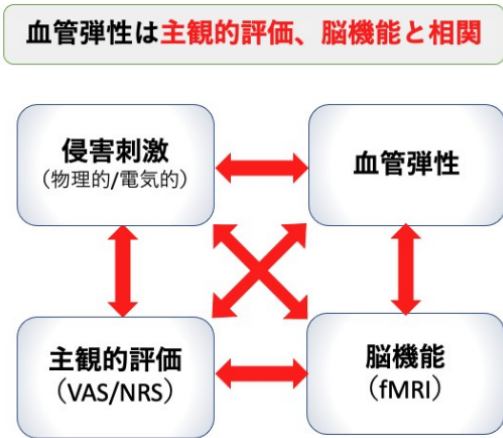 血管弾性は主観的評価、脳機能と相関
侵害刺激
（物理的/電気的）
血管弾性
主観的評価
（VAS/NRS）
脳機能
（fMRI）